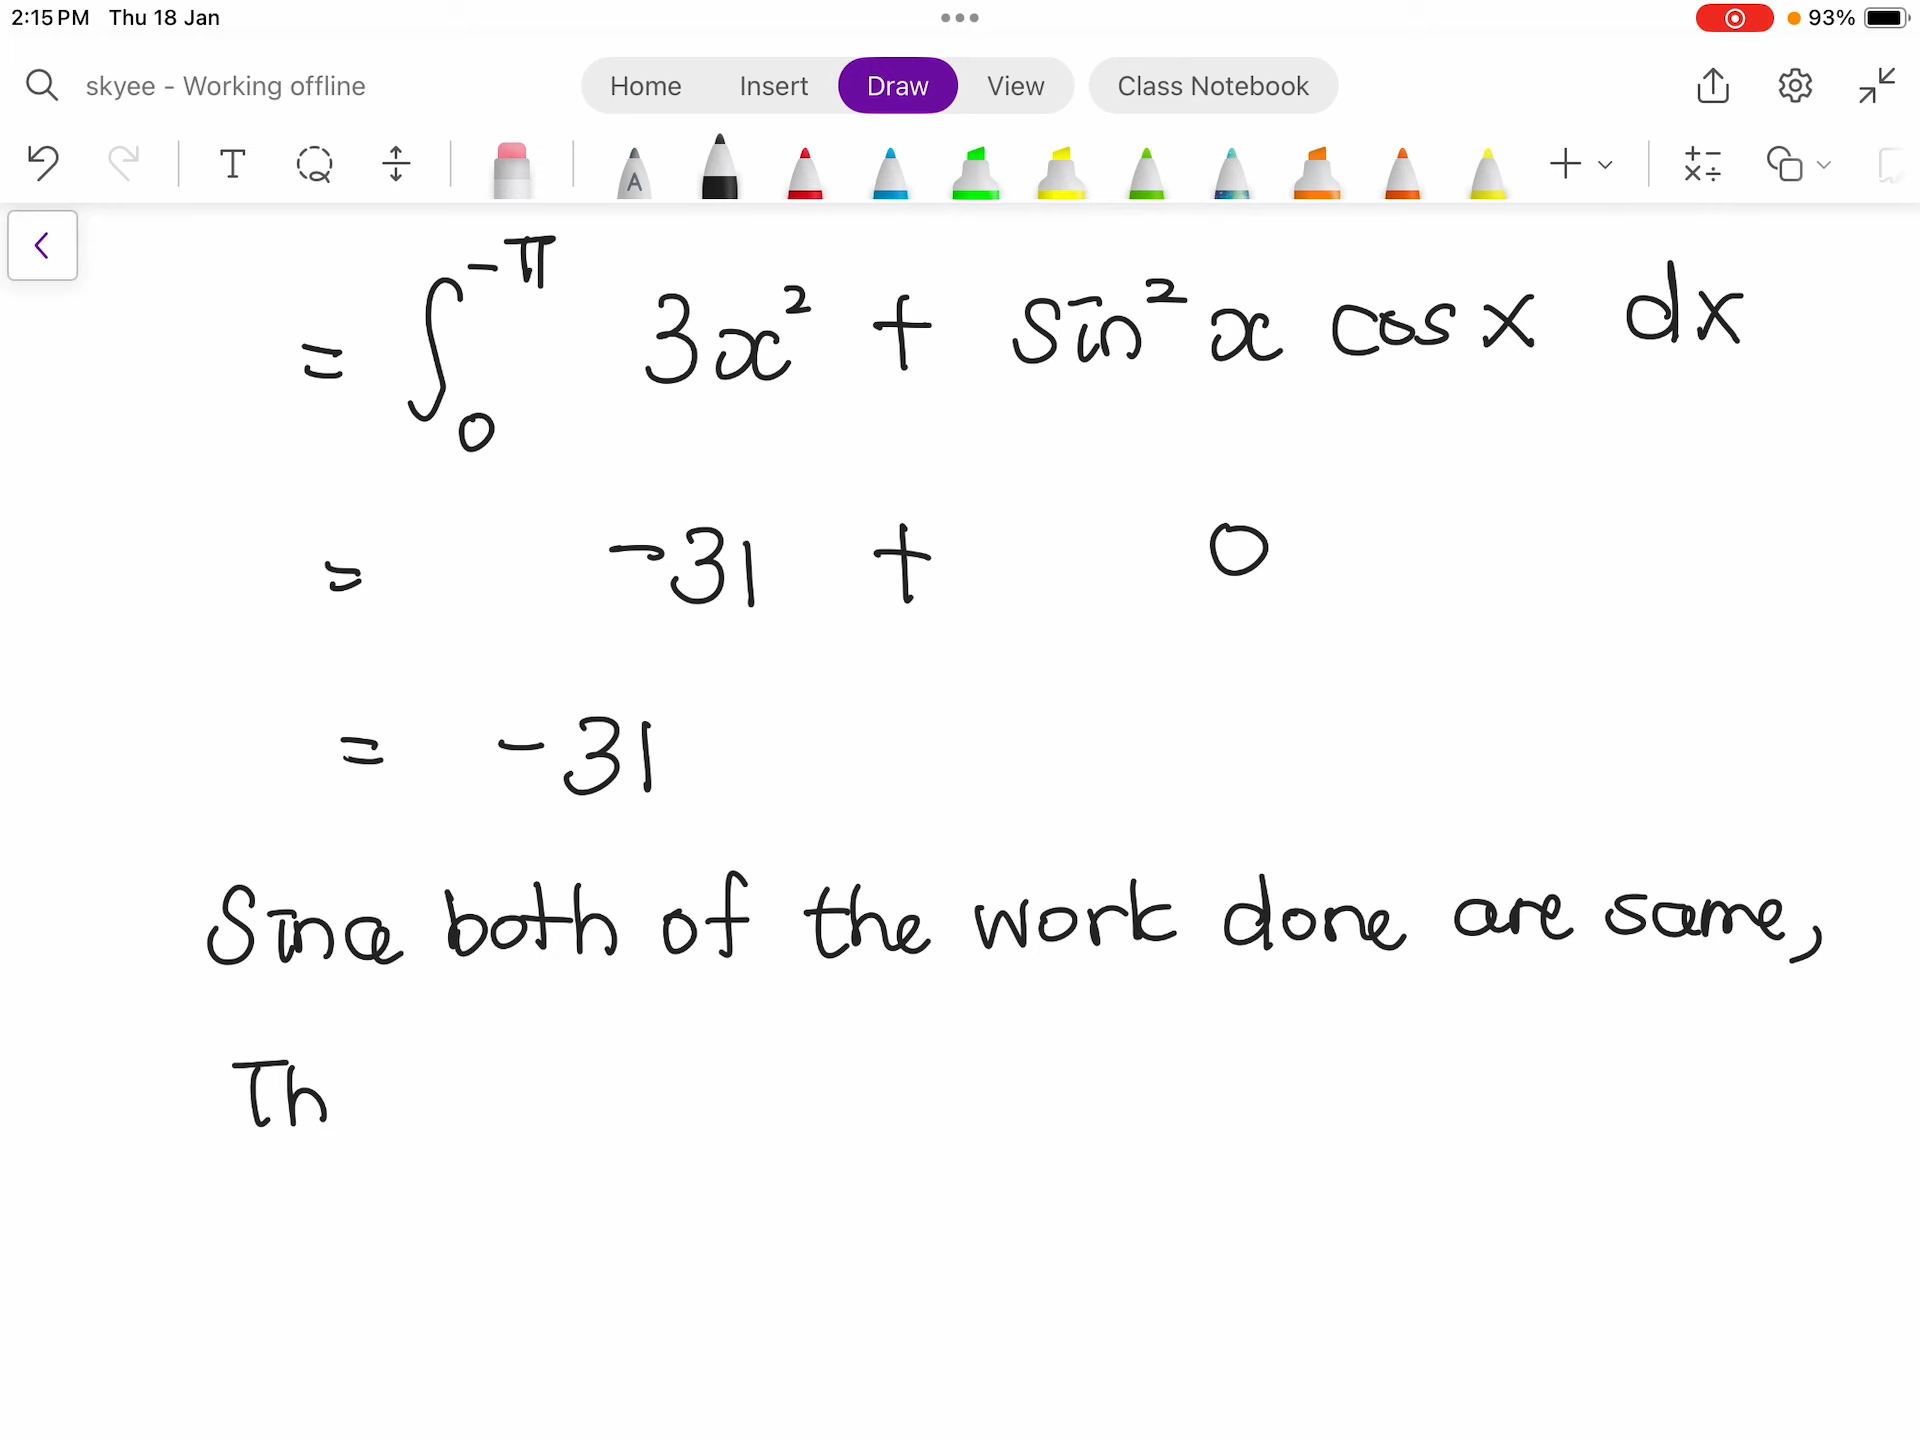 2:15 PM Thu 18 Jan 93%
skyee - Working offline Home Insert Draw View Class Notebook
T A
= ∫₀^{-π} 3x² + sin²x cos x dx
= -31 + 0
= -31
Since both of the work done are same,
Th